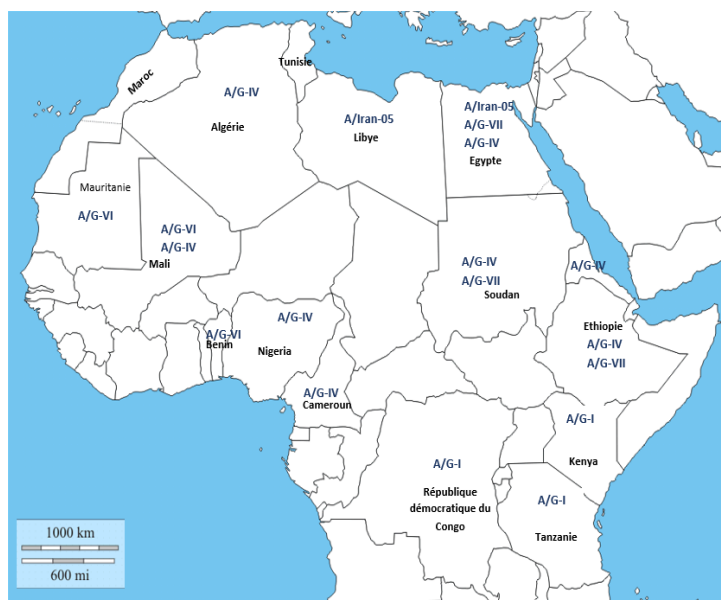 Tunisie
Maroc
A/G-IV
Algérie
A/Iran-05
Libye
A/Iran-05
A/G-VII
A/G-IV
Egypte
Mauritanie
A/G-VI
A/G-VI
A/G-IV
Mali
A/G-IV
A/G-VII
Soudan
A/G-IV
Ethiopie
A/G-IV
A/G-VII
A/G-VI
Benin
A/G-IV
Nigeria
A/G-IV
Cameroun
A/G-I
Kenya
A/G-I
République
démocratique du
Congo
A/G-I
Tanzanie
1000 km
600 mi